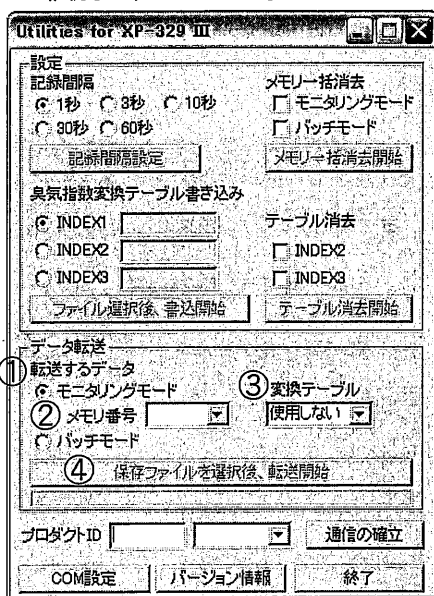 Utilities for XP-329 Ⅲ
設定
記録間隔
1秒 3秒 10秒
30秒 60秒
記録間隔設定
メモリー括消去
モニタリングモード
バッチモード
メモリー括消去開始
臭気指数変換テーブル書き込み
INDEX1
INDEX2
INDEX3
ファイル選択後、書込開始
テーブル消去
INDEX2
INDEX3
テーブル消去開始
データ転送
①転送するデータ
モニタリングモード
②メモリ番号
バッチモード
③変換テーブル
使用しない
④保存ファイルを選択後、転送開始
プロダクトID
通信の確立
COM設定 バージョン情報 終了